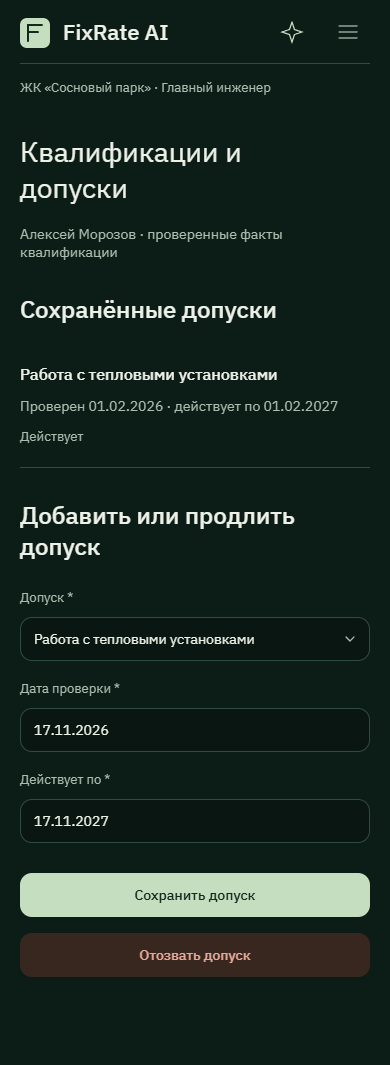 FixRate AI
ЖК «Сосновый парк» · Главный инженер
Квалификации и
допуски
Алексей Морозов · проверенные факты
квалификации
Сохранённые допуски
Работа с тепловыми установками
Проверен 01.02.2026 · действует по 01.02.2027
Действует
Добавить или продлить
допуск
Допуск *
Работа с тепловыми установками
Дата проверки *
17.11.2026
Действует по *
17.11.2027
Сохранить допуск
Отозвать допуск